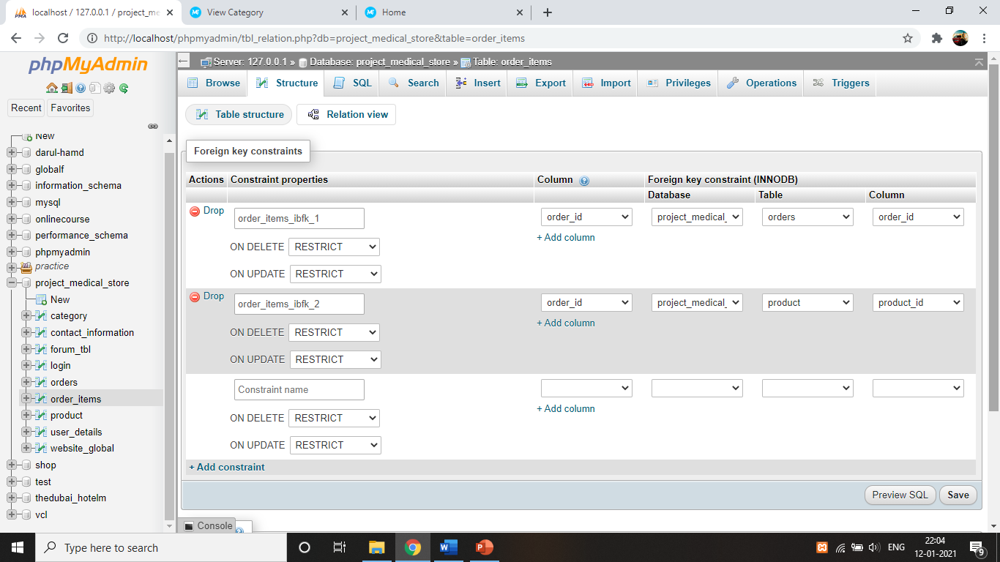 localhost / 127.0.0.1 / project_me
View Category
Home
http://localhost/phpmyadmin/tbl_relation.php?db=project_medical_store&table=order_items
phpMyAdmin
Recent
Favorites
New
darul-hamd
globalf
information_schema
mysql
onlinecourse
performance_schema
phpmyadmin
practice
project_medical_store
New
category
contact_information
forum_tbl
login
orders
order_items
product
user_details
website_global
shop
test
thedubai_hotelm
vcl
Server: 127.0.0.1 » Database: project_medical_store » Table: order_items
Browse Structure SQL Search Insert Export Import Privileges Operations Triggers
Table structure Relation view
Foreign key constraints
Actions Constraint properties Column Foreign key constraint (INNODB)
Database Table Column
Drop order_items_ibfk_1 order_id project_medical_ orders order_id
+ Add column
ON DELETE RESTRICT
ON UPDATE RESTRICT
Drop order_items_ibfk_2 order_id project_medical_ product product_id
+ Add column
ON DELETE RESTRICT
ON UPDATE RESTRICT
Constraint name
+ Add column
ON DELETE RESTRICT
ON UPDATE RESTRICT
+ Add constraint
Preview SQL Save
Console
Type here to search
ENG
22:04
12-01-2021
9